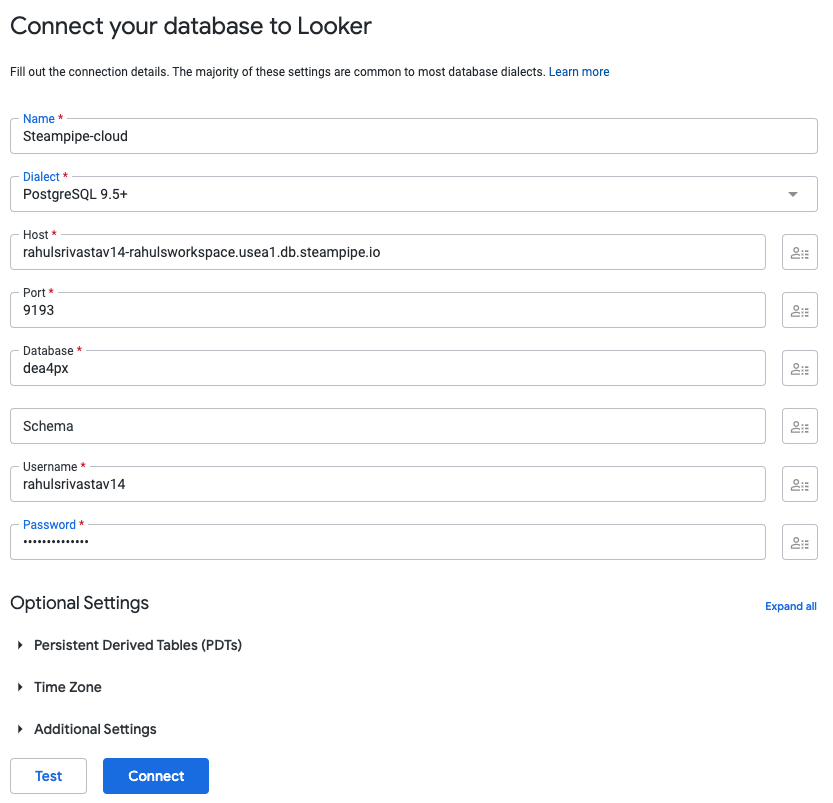 Connect your database to Looker
Fill out the connection details. The majority of these settings are common to most database dialects. Learn more
Name *
Steampipe-cloud
Dialect *
PostgreSQL 9.5+
Host *
rahulsrivastav14-rahulsworkspace.usea1.db.steampipe.io
Port *
9193
Database *
dea4px
Schema
Username *
rahulsrivastav14
Password *
••••••••••••••
Optional Settings
Expand all
Persistent Derived Tables (PDTs)
Time Zone
Additional Settings
Test
Connect